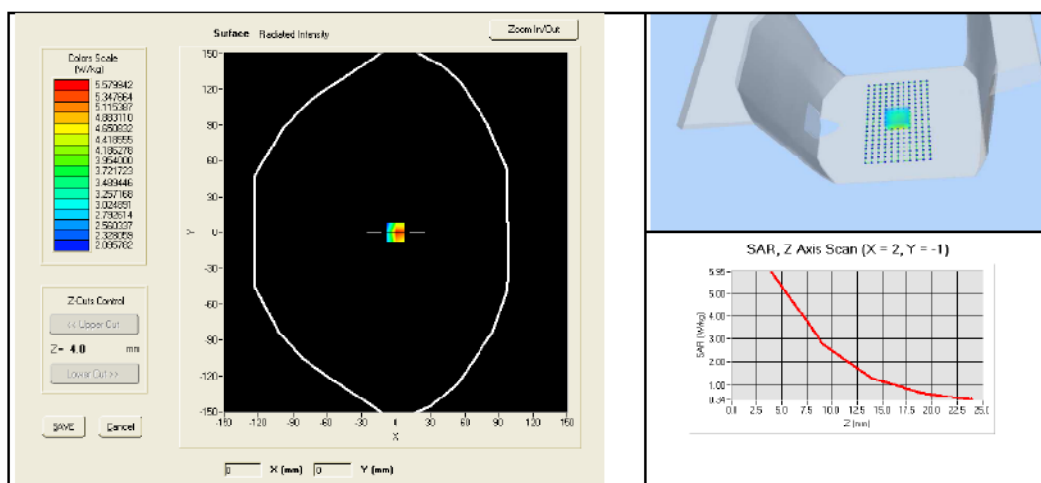 Surface Radiated Intensity
Zoom In/Out
Colors Scale
(W/kg)
5.579942
5.347664
5.115387
4.883110
4.650832
4.418555
4.186278
3.954000
3.721723
3.489446
3.257168
3.024891
2.792614
2.560337
2.328059
2.095782
Z-Cuts Control
<< Upper Cut
Z= 4.0 mm
Lower Cut >>
SAVE Cancel
150
120
90
60
30
0
-30
-60
-90
-120
-150
Y
-150 -120 -90 -60 -30 0 30 60 90 120 150
X
0 X (mm) 0 Y (mm)
SAR, Z Axis Scan (X = 2, Y = -1)
5.95
5.00
4.00
3.00
2.00
1.00
0.34
SAR (W/kg)
0.0 2.5 5.0 7.5 10.0 12.5 15.0 17.5 20.0 22.5 25.0
Z (mm)